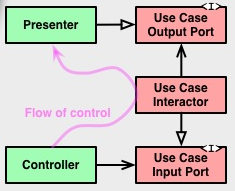 Presenter
Use Case
Output Port
<I>
Use Case
Interactor
Flow of control
Controller
Use Case
Input Port
<I>